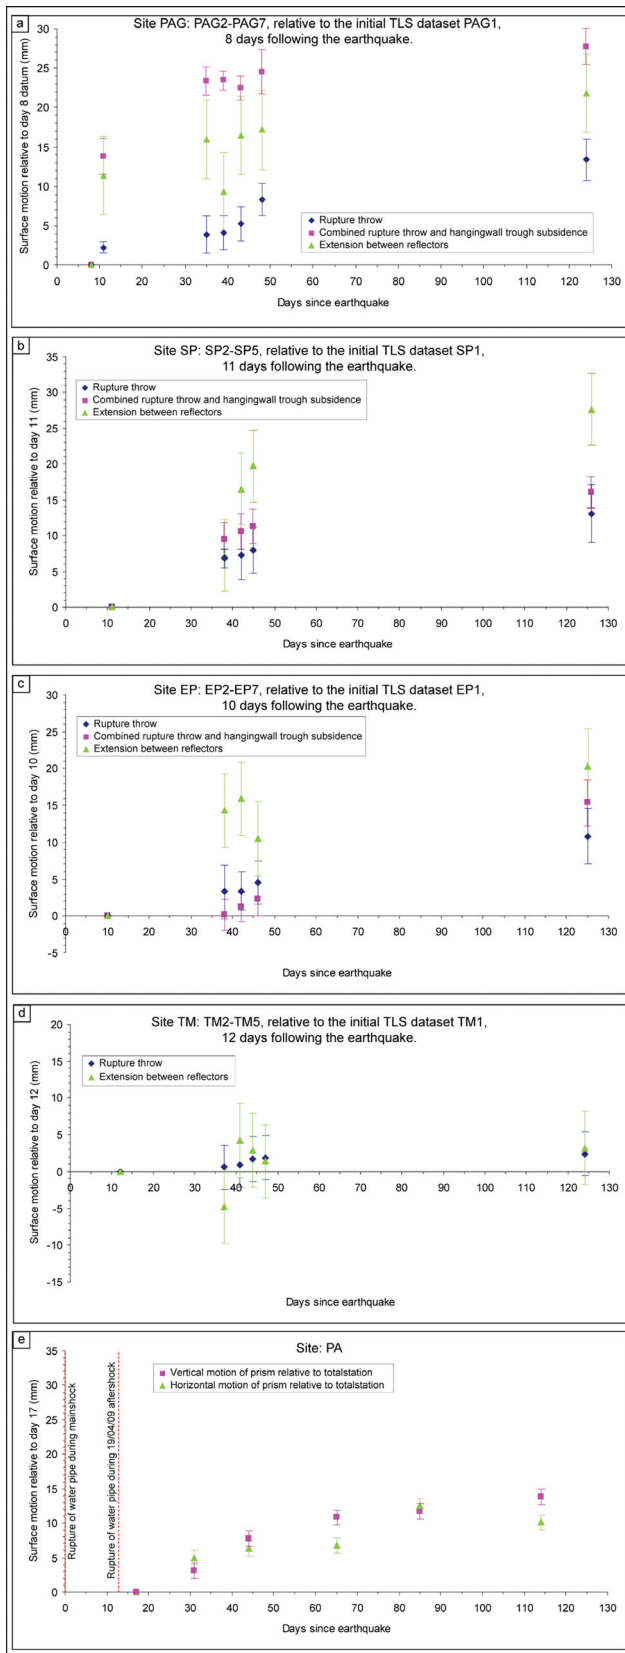 a
Site PAG: PAG2-PAG7, relative to the initial TLS dataset PAG1,
8 days following the earthquake.
Surface motion relative to day 8 datum (mm)
30
25
20
15
10
5
0
Rupture throw
Combined rupture throw and hangingwall trough subsidence
Extension between reflectors
0 10 20 30 40 50 60 70 80 90 100 110 120 130
Days since earthquake
b
Site SP: SP2-SP5, relative to the initial TLS dataset SP1,
11 days following the earthquake.
Surface motion relative to day 11 (mm)
35
30
25
20
15
10
5
0
Rupture throw
Combined rupture throw and hangingwall trough subsidence
Extension between reflectors
0 10 20 30 40 50 60 70 80 90 100 110 120 130
Days since earthquake
c
Site EP: EP2-EP7, relative to the initial TLS dataset EP1,
10 days following the earthquake.
Surface motion relative to day 10 (mm)
30
25
20
15
10
5
0
-5
Rupture throw
Combined rupture throw and hangingwall trough subsidence
Extension between reflectors
0 10 20 30 40 50 60 70 80 90 100 110 120 130
Days since earthquake
d
Site TM: TM2-TM5, relative to the initial TLS dataset TM1,
12 days following the earthquake.
Surface motion relative to day 12 (mm)
20
15
10
5
0
-5
-10
-15
Rupture throw
Extension between reflectors
0 10 20 30 40 50 60 70 80 90 100 110 120 130
Days since earthquake
e
Site: PA
Surface motion relative to day 17 (mm)
35
30
25
20
15
10
5
0
Rupture of water pipe during mainshock
Rupture of water pipe during 19/04/09 aftershock
Vertical motion of prism relative to totalstation
Horizontal motion of prism relative to totalstation
0 10 20 30 40 50 60 70 80 90 100 110 120 130
Days since earthquake